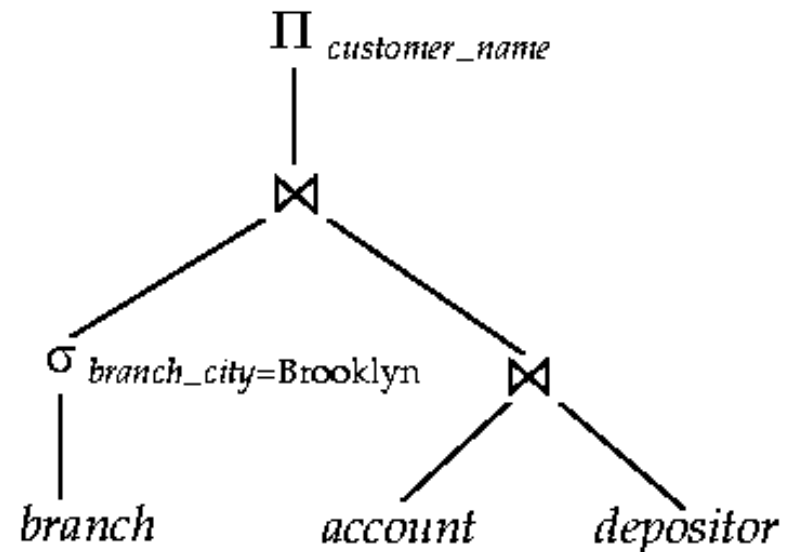 Π customer_name
⋈
σ branch_city=Brooklyn
⋈
branch account depositor